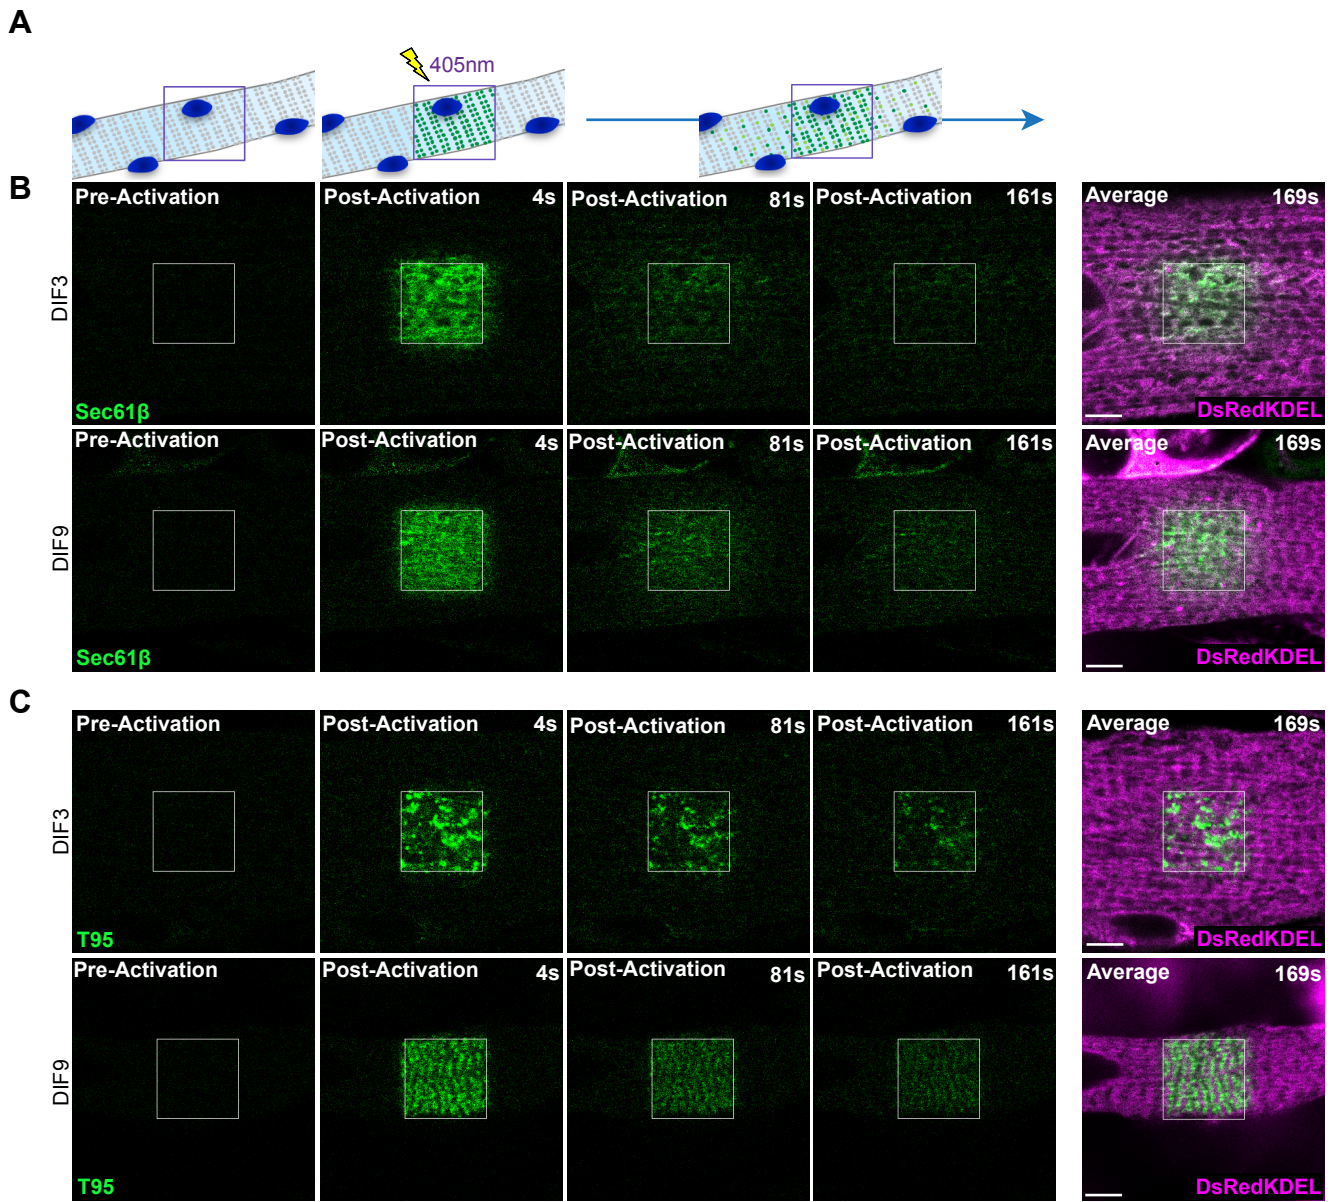 A
405nm
B
Pre-Activation
Post-Activation 4s
Post-Activation 81s
Post-Activation 161s
Average 169s
DIF3
Sec61β
DsRedKDEL
Pre-Activation
Post-Activation 4s
Post-Activation 81s
Post-Activation 161s
Average 169s
DIF9
Sec61β
DsRedKDEL
C
Pre-Activation
Post-Activation 4s
Post-Activation 81s
Post-Activation 161s
Average 169s
DIF3
T95
DsRedKDEL
Pre-Activation
Post-Activation 4s
Post-Activation 81s
Post-Activation 161s
Average 169s
DIF9
T95
DsRedKDEL